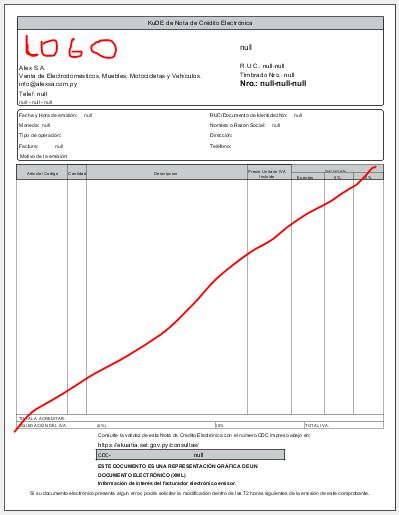 KuDE de Nota de Crédito Electrónica
LOGO
null
Alex S.A.
Venta de Electrodomésticos, Muebles, Motocicletas y Vehículos.
info@alexsa.com.py
Telef: null
null - null - null
R.U.C.: null
Timbrado Nro.: null
Nro.: null-null-null
Fecha y Hora de emisión: null
Moneda: null
Tipo de operación:
Factura: null
Motivo de la emisión
RUC/Documento de Identidad No: null
Nombre o Razón Social: null
Dirección:
Teléfono:
Articulo/Codigo Cantidad Descripcion Precio Unitario IVA Incluido
Exentas 5%
TOTAL A ACREDITAR:
LIQUIDACIÓN DEL IVA: (5%) 10% TOTAL IVA:
Consulte la validez de esta Nota de Crédito Electrónica con el número CDC impreso abajo en:
https://ekuatia.set.gov.py/consultas/
CDC- null
ESTE DOCUMENTO ES UNA REPRESENTACIÓN GRÁFICA DE UN
DOCUMENTO ELECTRÓNICO (XML)
Información de interés del facturador electrónico emisor.
Si su documento electrónico presenta algún error, podrá solicitar la modificación dentro de las 72 horas siguientes de la emisión de este comprobante.